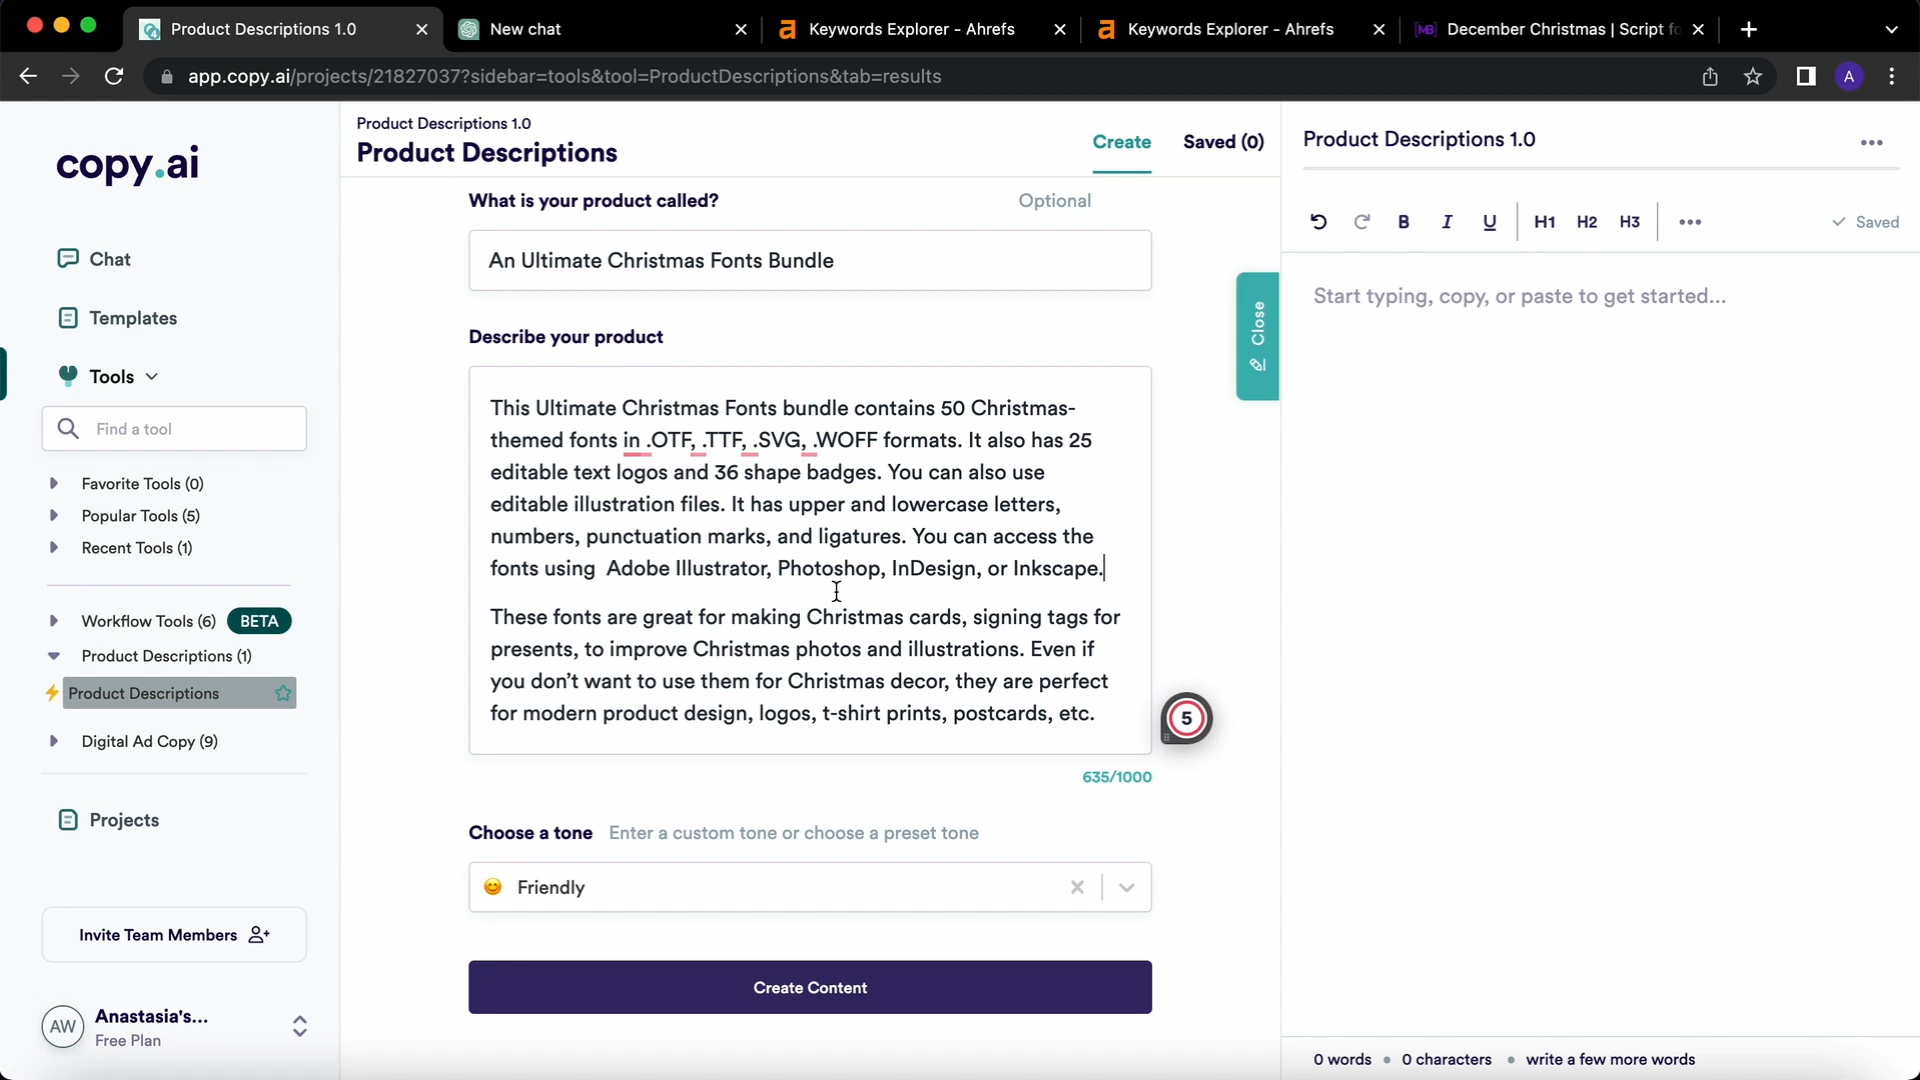 Product Descriptions 1.0
New chat
Keywords Explorer - Ahrefs
Keywords Explorer - Ahrefs
MB December Christmas | Script fo
app.copy.ai/projects/21827037?sidebar=tools&tool=ProductDescriptions&tab=results
A
copy.ai
Chat
Templates
Tools
Find a tool
Favorite Tools (0)
Popular Tools (5)
Recent Tools (1)
Workflow Tools (6) BETA
Product Descriptions (1)
Product Descriptions
Digital Ad Copy (9)
Projects
Invite Team Members
AW
Anastasia's...
Free Plan
Product Descriptions 1.0
Product Descriptions
Create
Saved (0)
What is your product called?
Optional
An Ultimate Christmas Fonts Bundle
Describe your product
This Ultimate Christmas Fonts bundle contains 50 Christmas-
themed fonts in .OTF, .TTF, .SVG, .WOFF formats. It also has 25
editable text logos and 36 shape badges. You can also use
editable illustration files. It has upper and lowercase letters,
numbers, punctuation marks, and ligatures. You can access the
fonts using  Adobe Illustrator, Photoshop, InDesign, or Inkscape.
These fonts are great for making Christmas cards, signing tags for
presents, to improve Christmas photos and illustrations. Even if
you don’t want to use them for Christmas decor, they are perfect
for modern product design, logos, t-shirt prints, postcards, etc.
5
635/1000
Choose a tone Enter a custom tone or choose a preset tone
Friendly
Create Content
Close
Product Descriptions 1.0
B I U H1 H2 H3
Saved
Start typing, copy, or paste to get started...
0 words • 0 characters • write a few more words